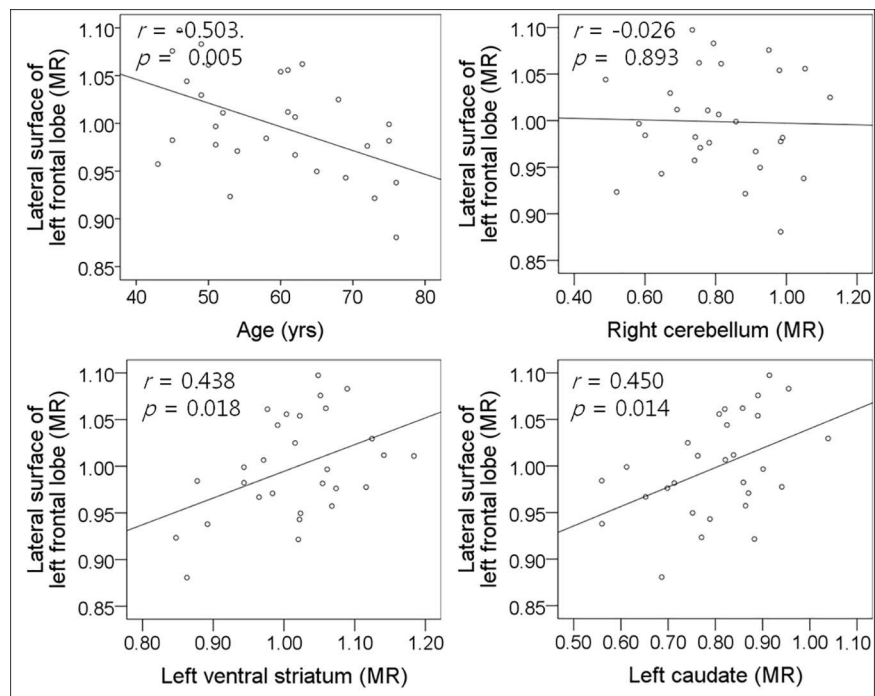 r = -0.503.
p = 0.005
1.10
1.05
1.00
0.95
0.90
0.85
Lateral surface of
left frontal lobe (MR)
40 50 60 70 80
Age (yrs)
r = -0.026
p = 0.893
1.10
1.05
1.00
0.95
0.90
0.85
Lateral surface of
left frontal lobe (MR)
0.40 0.60 0.80 1.00 1.20
Right cerebellum (MR)
r = 0.438
p = 0.018
1.10
1.05
1.00
0.95
0.90
0.85
Lateral surface of
left frontal lobe (MR)
0.80 0.90 1.00 1.10 1.20
Left ventral striatum (MR)
r = 0.450
p = 0.014
1.10
1.05
1.00
0.95
0.90
0.85
Lateral surface of
left frontal lobe (MR)
0.50 0.60 0.70 0.80 0.90 1.00 1.10
Left caudate (MR)